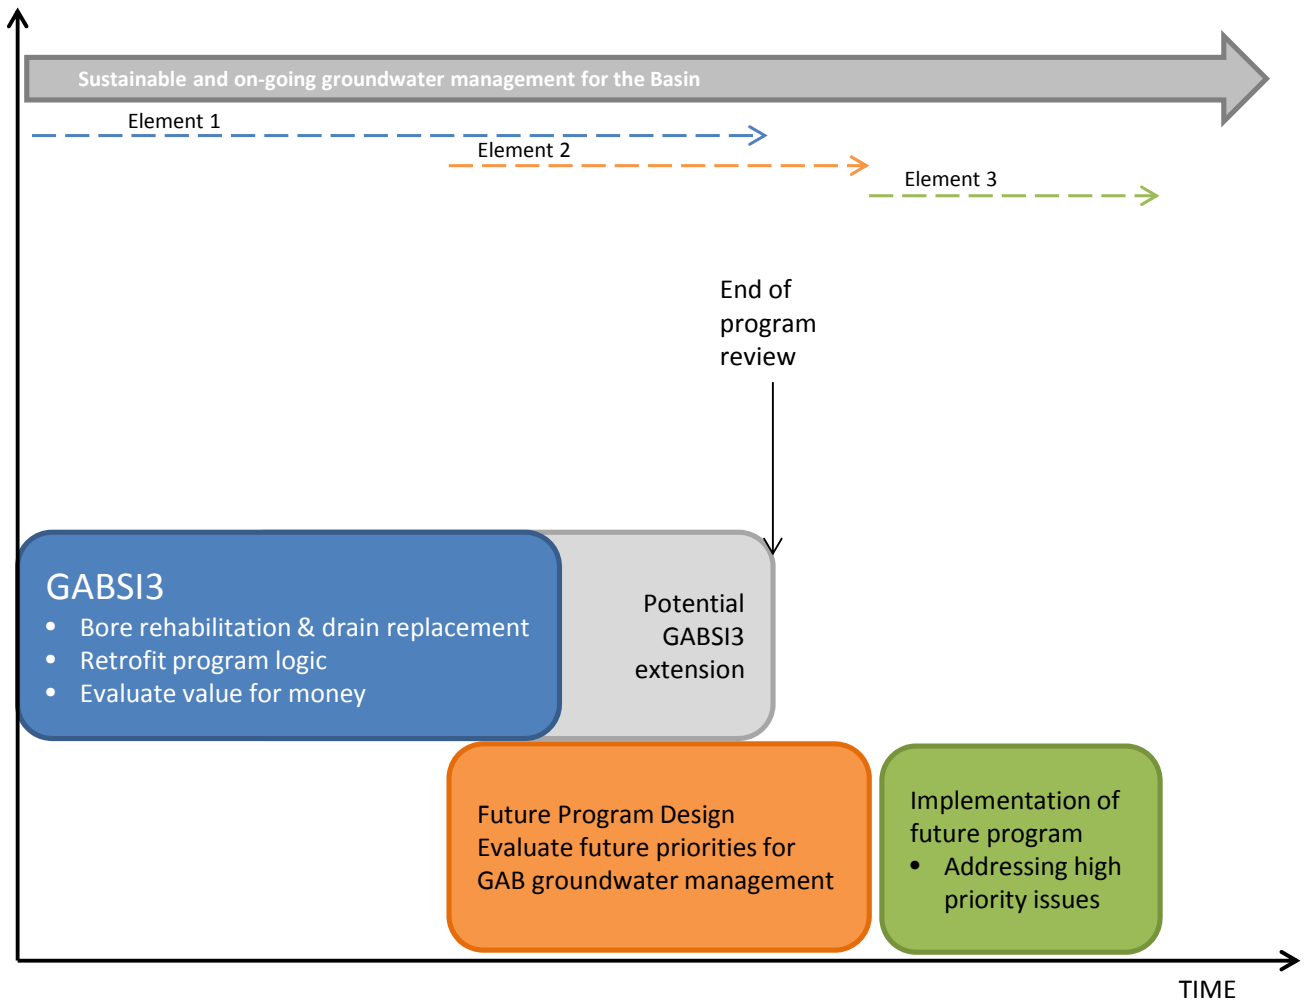 Sustainable and on-going groundwater management for the Basin
Element 1
Element 2
Element 3
End of
program
review
GABSI3
• Bore rehabilitation & drain replacement
• Retrofit program logic
• Evaluate value for money
Potential
GABSI3
extension
Future Program Design
Evaluate future priorities for
GAB groundwater management
Implementation of
future program
• Addressing high
priority issues
TIME